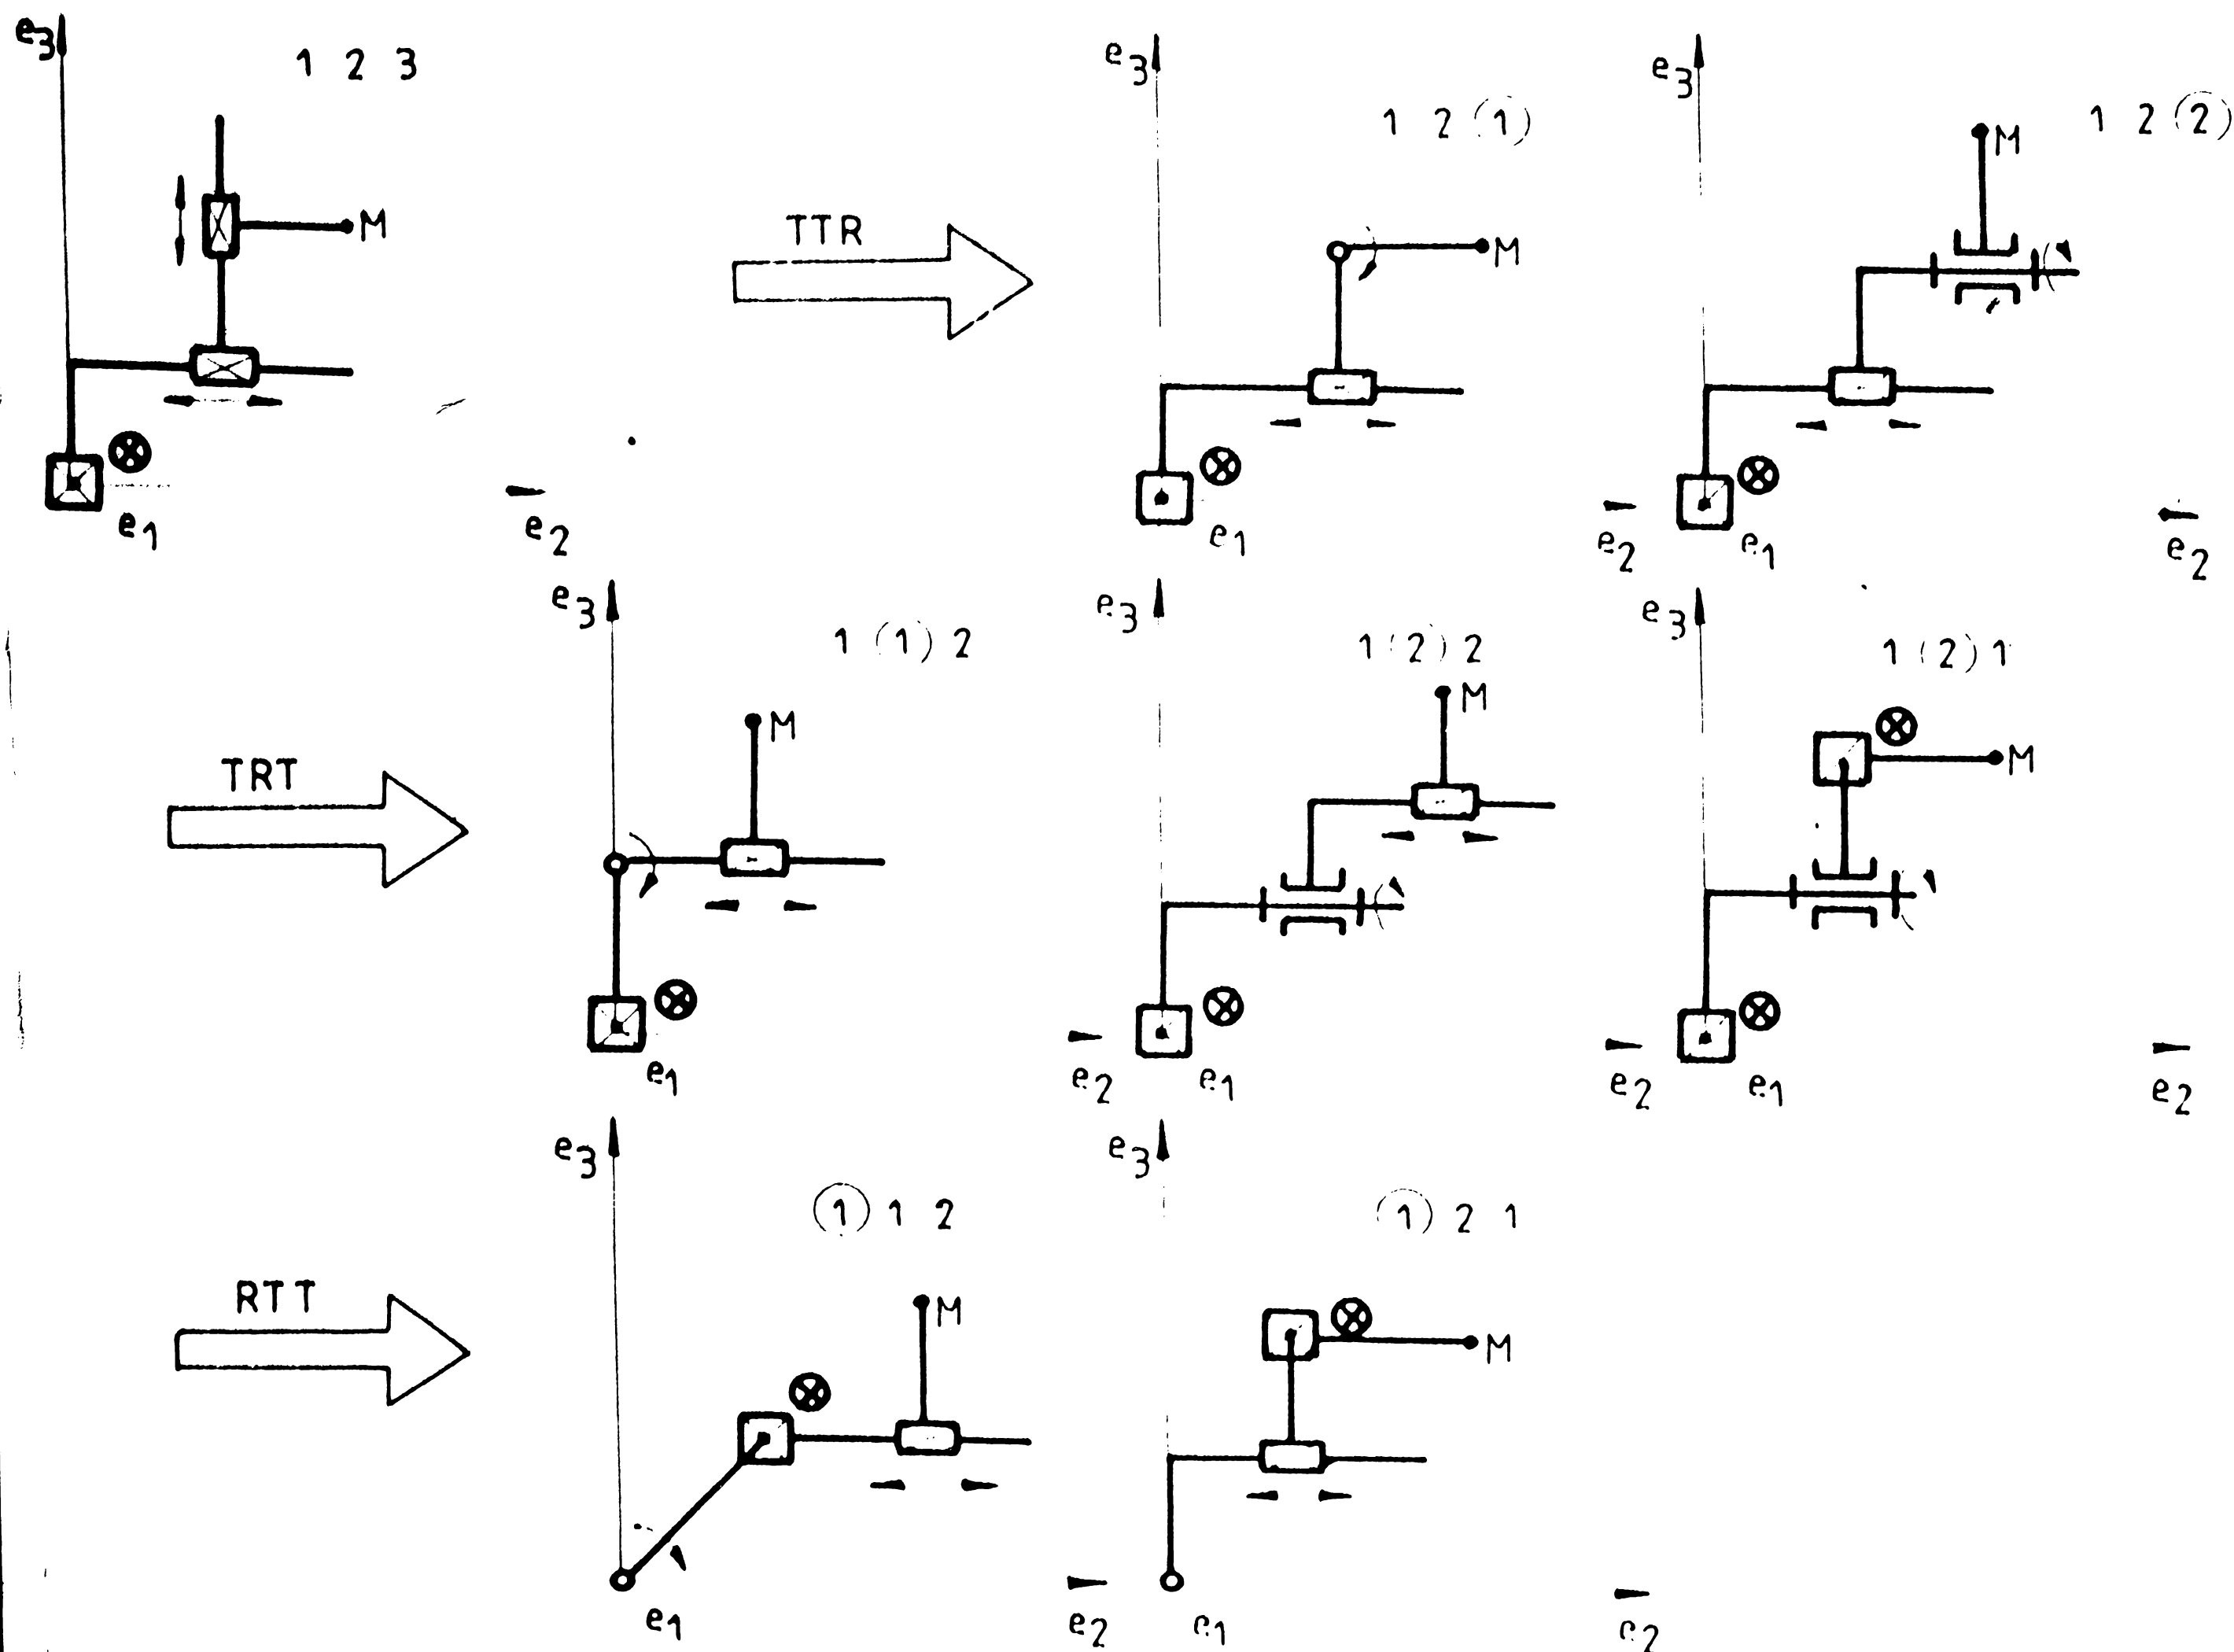 e3 1 2 3
M
e1 e2
TTR
e3 1 2 (1)
M
e1 e2
e3 1 2 (2)
M
e1 e2
TRT
e3 1 (1) 2
M
e1 e2
e3 1 (2) 2
M
e1 e2
e3 1 (2) 1
M
e1 e2
RTT
e3 (1) 1 2
M
e1 e2
e3 (1) 2 1
M
e1 e2